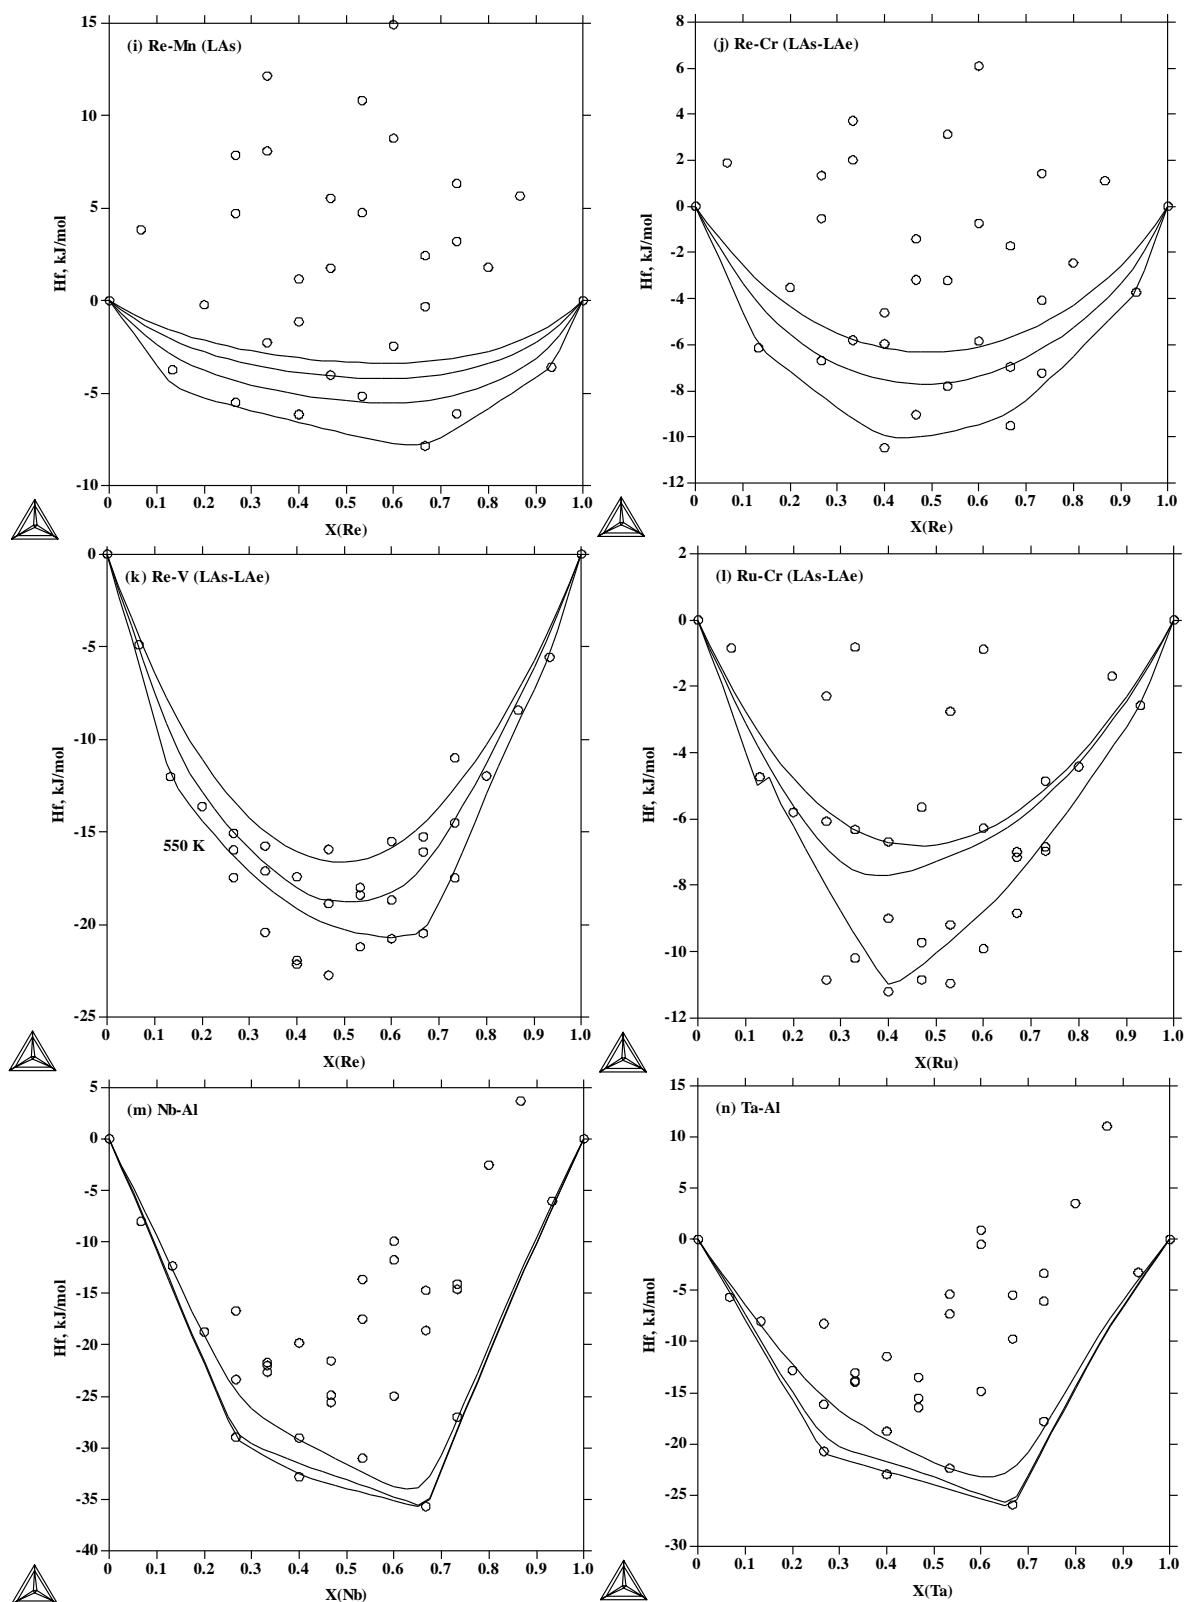 (i) Re-Mn (LAs)
Hf, kJ/mol
15
10
5
0
-5
-10
0 0.1 0.2 0.3 0.4 0.5 0.6 0.7 0.8 0.9 1.0
X(Re)
(j) Re-Cr (LAs-LAe)
Hf, kJ/mol
8
6
4
2
0
-2
-4
-6
-8
-10
-12
0 0.1 0.2 0.3 0.4 0.5 0.6 0.7 0.8 0.9 1.0
X(Re)
(k) Re-V (LAs-LAe)
Hf, kJ/mol
0
-5
-10
-15
-20
-25
550 K
0 0.1 0.2 0.3 0.4 0.5 0.6 0.7 0.8 0.9 1.0
X(Re)
(l) Ru-Cr (LAs-LAe)
Hf, kJ/mol
2
0
-2
-4
-6
-8
-10
-12
0 0.1 0.2 0.3 0.4 0.5 0.6 0.7 0.8 0.9 1.0
X(Ru)
(m) Nb-Al
Hf, kJ/mol
5
0
-5
-10
-15
-20
-25
-30
-35
-40
0 0.1 0.2 0.3 0.4 0.5 0.6 0.7 0.8 0.9 1.0
X(Nb)
(n) Ta-Al
Hf, kJ/mol
15
10
5
0
-5
-10
-15
-20
-25
-30
0 0.1 0.2 0.3 0.4 0.5 0.6 0.7 0.8 0.9 1.0
X(Ta)